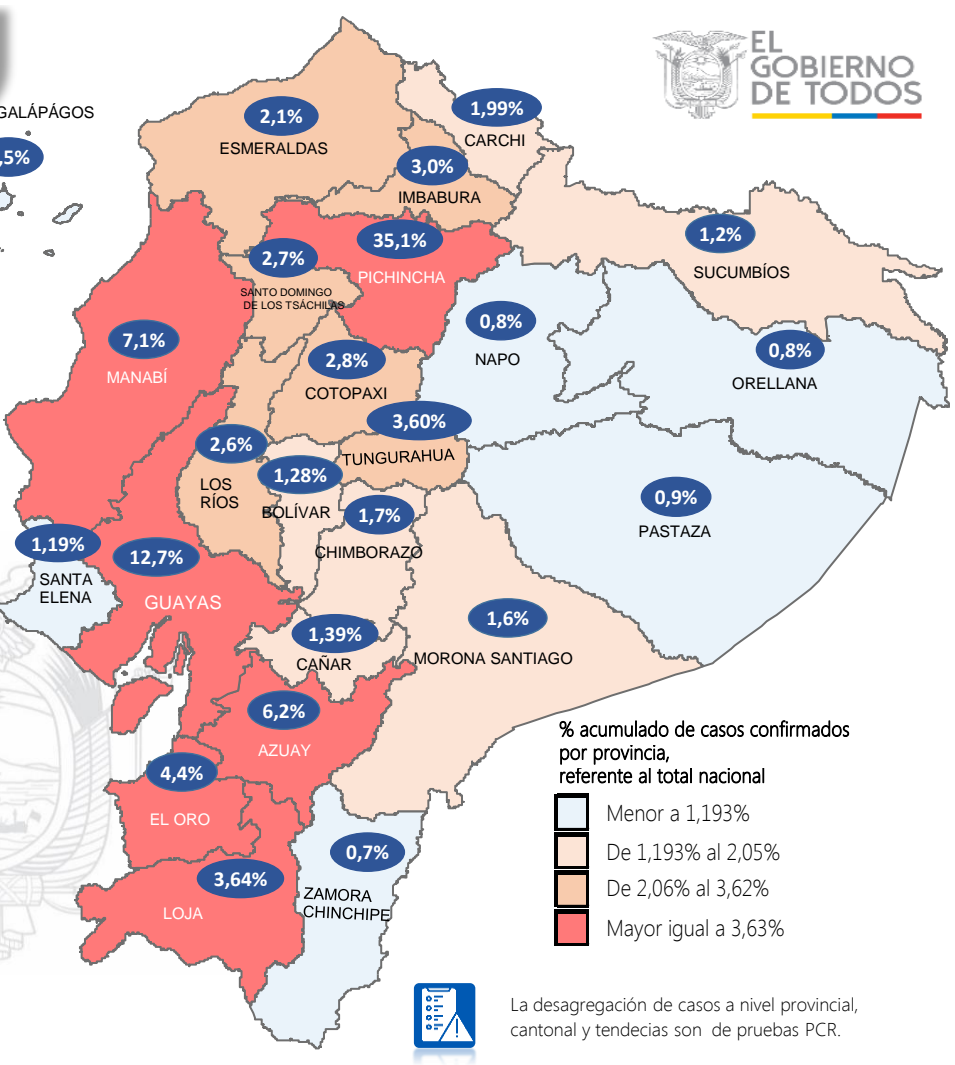 EL
GOBIERNO
DE TODOS
GALÁPÁGOS
,5%
2,1%
ESMERALDAS
1,99%
CARCHI
3,0%
IMBABURA
35,1%
PICHINCHA
2,7%
SANTO DOMINGO
DE LOS TSÁCHILAS
1,2%
SUCUMBÍOS
7,1%
MANABÍ
0,8%
NAPO
0,8%
ORELLANA
2,8%
COTOPAXI
3,60%
TUNGURAHUA
2,6%
LOS
RÍOS
1,28%
BOLÍVAR
1,7%
CHIMBORAZO
0,9%
PASTAZA
1,19%
SANTA
ELENA
12,7%
GUAYAS
1,39%
CAÑAR
1,6%
MORONA SANTIAGO
6,2%
AZUAY
4,4%
EL ORO
3,64%
LOJA
0,7%
ZAMORA
CHINCHIPE
% acumulado de casos confirmados
por provincia,
referente al total nacional
Menor a 1,193%
De 1,193% al 2,05%
De 2,06% al 3,62%
Mayor igual a 3,63%
La desagregación de casos a nivel provincial,
cantonal y tendecias son de pruebas PCR.